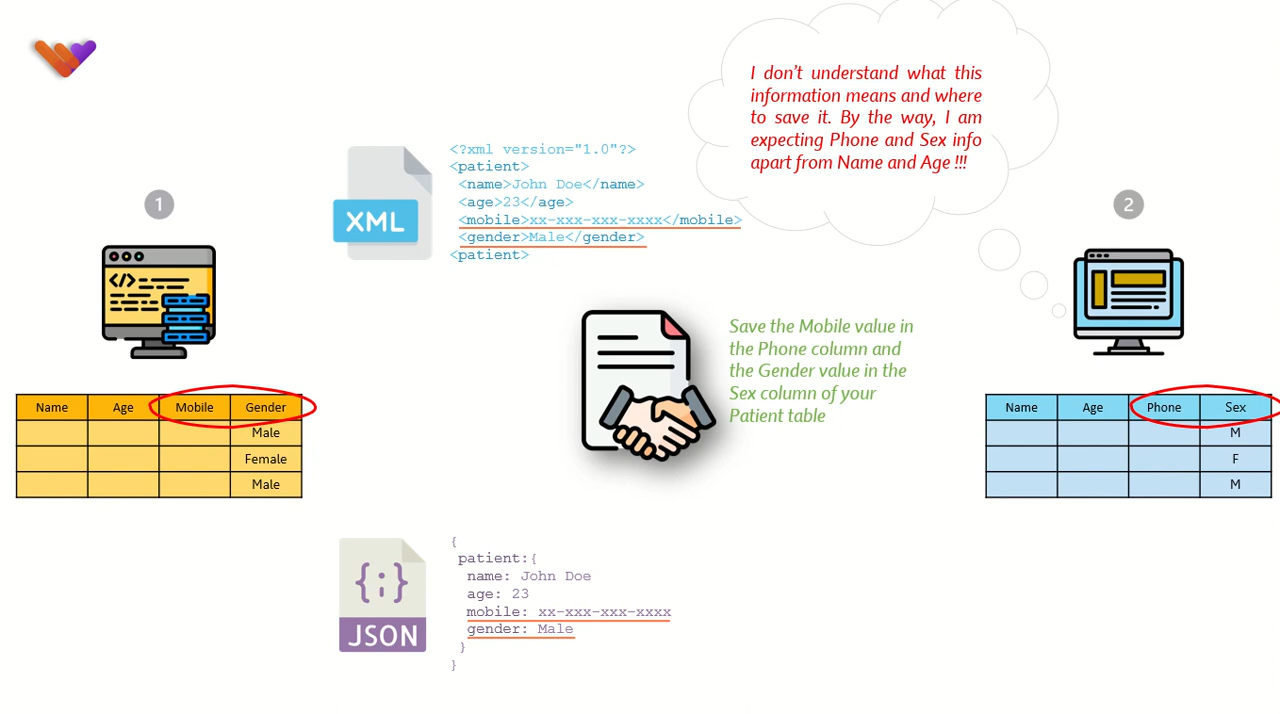 I don't understand what this
information means and where
to save it. By the way, I am
expecting Phone and Sex info
apart from Name and Age !!!
1
2
XML
<?xml version="1.0"?>
<patient>
<name>John Doe</name>
<age>23</age>
<mobile>xx-xxx-xxx-xxxx</mobile>
<gender>Male</gender>
<patient>
</>
Save the Mobile value in
the Phone column and
the Gender value in the
Sex column of your
Patient table
Name Age Mobile Gender
Male
Female
Male
Name Age Phone Sex
M
F
M
{;}
JSON
{
patient:{
name: John Doe
age: 23
mobile: xx-xxx-xxx-xxxx
gender: Male
}
}